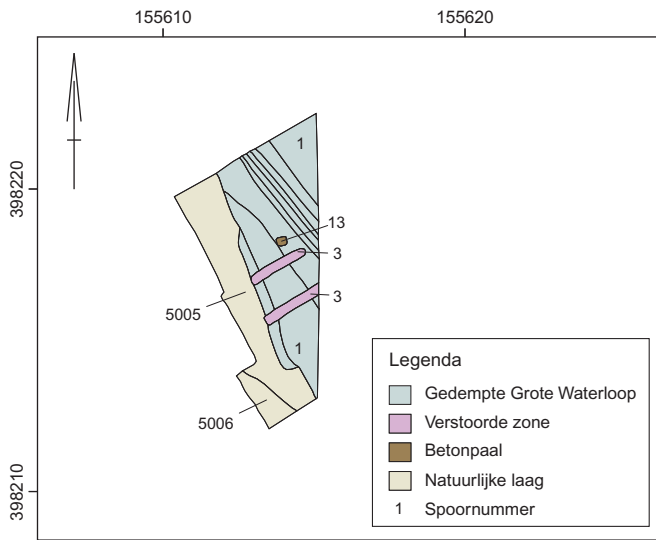 155610
155620
398220
398210
1
13
3
3
5005
1
5006
Legenda
Gedempte Grote Waterloop
Verstoorde zone
Betonpaal
Natuurlijke laag
1 Spoornummer